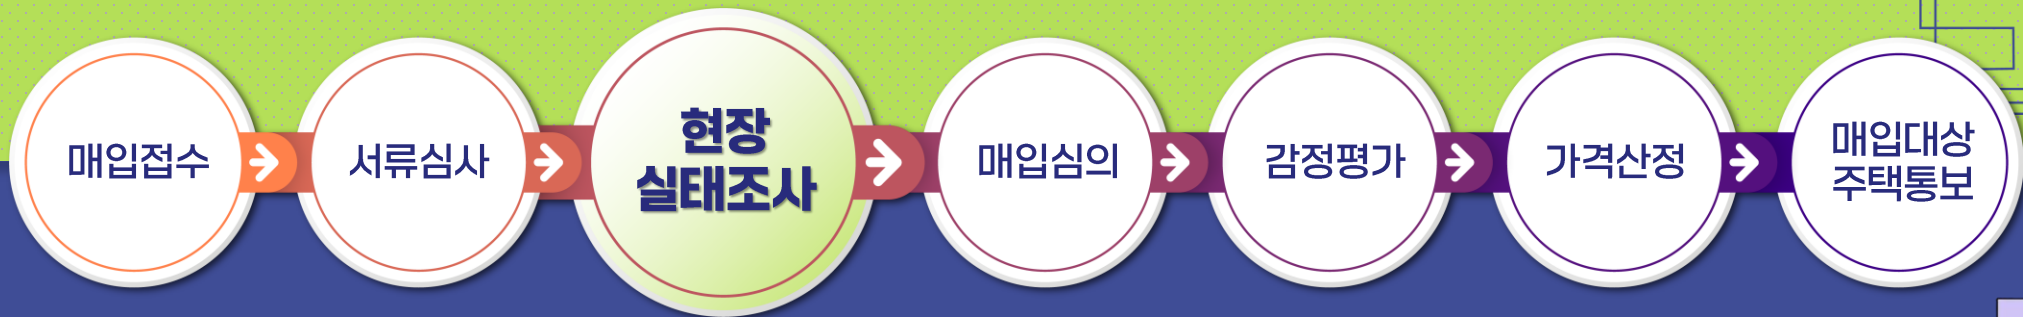 매입접수
서류심사
현장
실태조사
매입심의
감정평가
가격산정
매입대상
주택통보